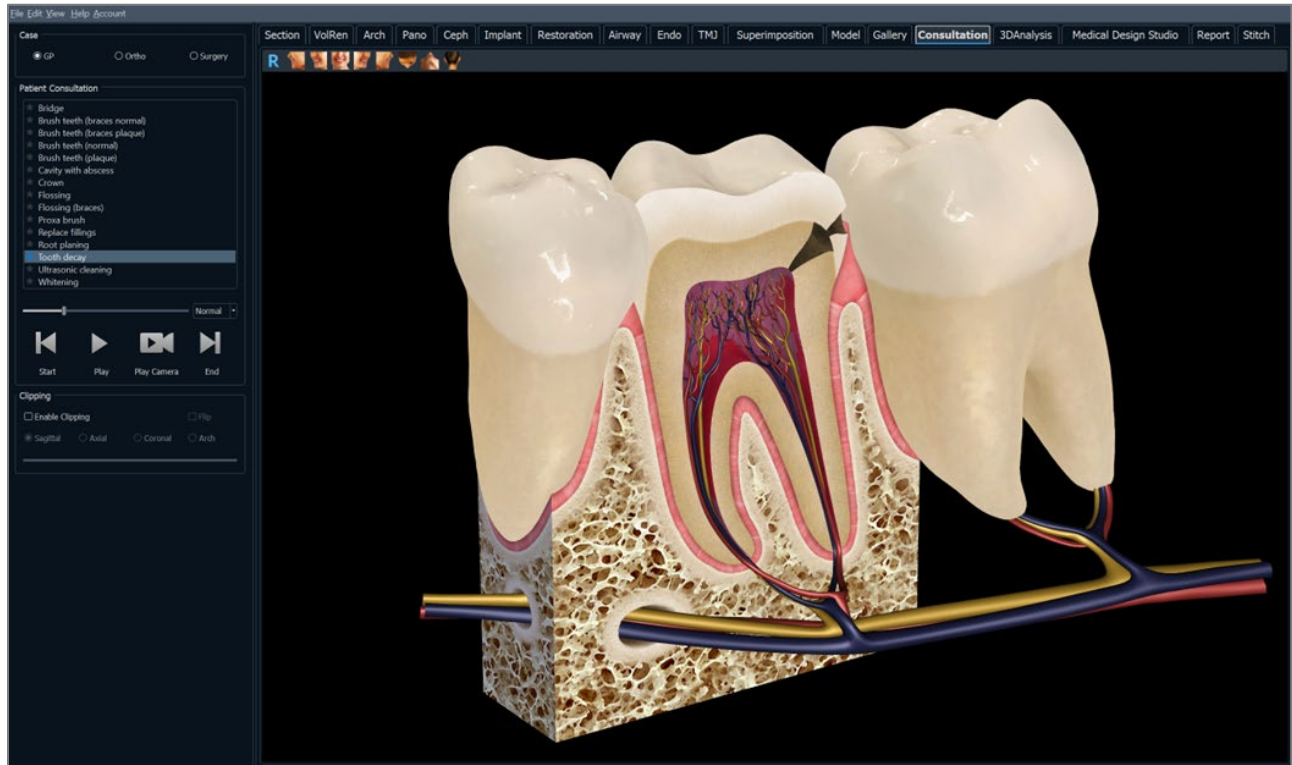 File Edit View Help Account
Case
GP Ortho Surgery
Patient Consultation
Bridge
Brush teeth (braces normal)
Brush teeth (braces plaque)
Brush teeth (normal)
Brush teeth (plaque)
Cavity with abscess
Crown
Flossing
Flossing (braces)
Proxa brush
Replace fillings
Root planing
Tooth decay
Ultrasonic cleaning
Whitening
Normal
Start Play Play Camera End
Clipping
Enable Clipping Flip
Sagittal Axial Coronal Arch
Section VolRen Arch Pano Ceph Implant Restoration Airway Endo TMJ Superimposition Model Gallery Consultation 3DAnalysis Medical Design Studio Report Stitch
R